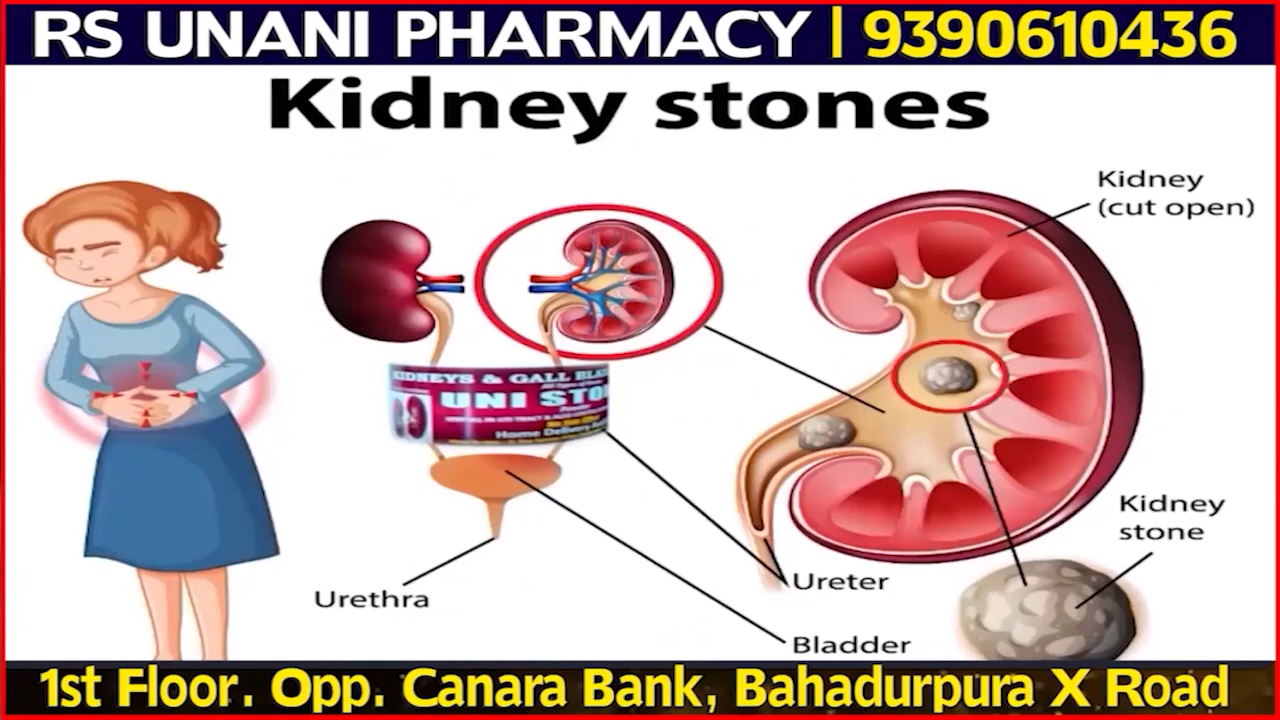 RS UNANI PHARMACY | 9390610436
Kidney stones
Kidney
(cut open)
KIDNEYS & GALL BLA
UNI STO
Home Delivery
Kidney
stone
Ureter
Urethra
Bladder
1st Floor. Opp. Canara Bank, Bahadurpura X Road